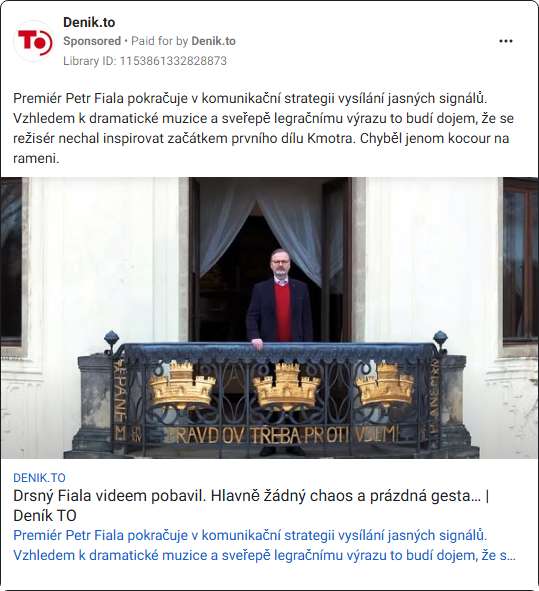 Denik.to
Sponsored • Paid for by Denik.to
Library ID: 1153861332828873
Premiér Petr Fiala pokračuje v komunikační strategii vysílání jasných signálů.
Vzhledem k dramatické muzice a sveřepě legračnímu výrazu to budí dojem, že se
režisér nechal inspirovat začátkem prvního dílu Kmotra. Chyběl jenom kocour na
rameni.
TO
PRAVDOV TŘEBA PROTI VŠEM
DENIK.TO
Drsný Fiala videem pobavil. Hlavně žádný chaos a prázdná gesta... |
Deník TO
Premiér Petr Fiala pokračuje v komunikační strategii vysílání jasných signálů.
Vzhledem k dramatické muzice a sveřepě legračnímu výrazu to budí dojem, že s...